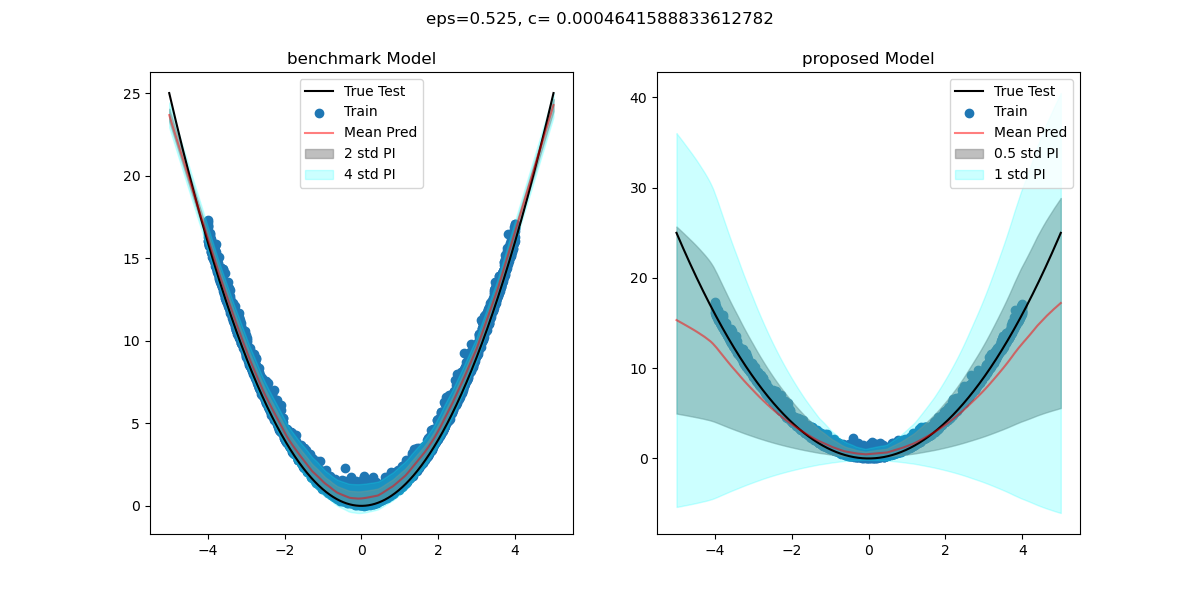 eps=0.525, c= 0.0004641588833612782
benchmark Model
True Test
Train
Mean Pred
2 std PI
4 std PI
25
20
15
10
5
0
−4
−2
0
2
4
proposed Model
True Test
Train
Mean Pred
0.5 std PI
1 std PI
40
30
20
10
0
−4
−2
0
2
4